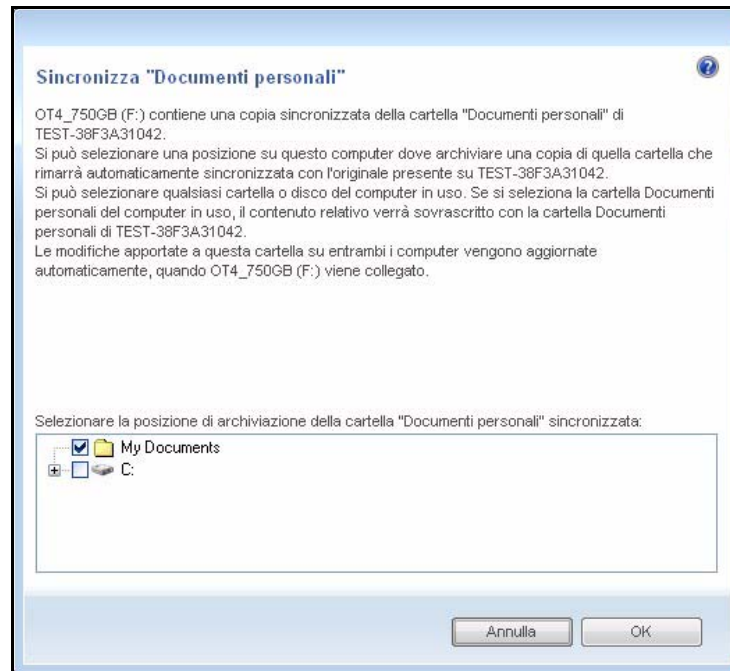 Sincronizza "Documenti personali"
OT4_750GB (F:) contiene una copia sincronizzata della cartella "Documenti personali" di
TEST-38F3A31042.
Si può selezionare una posizione su questo computer dove archiviare una copia di quella cartella che
rimarrà automaticamente sincronizzata con l'originale presente su TEST-38F3A31042.
Si può selezionare qualsiasi cartella o disco del computer in uso. Se si seleziona la cartella Documenti
personali del computer in uso, il contenuto relativo verrà sovrascritto con la cartella Documenti
personali di TEST-38F3A31042.
Le modifiche apportate a questa cartella su entrambi i computer vengono aggiornate
automaticamente, quando OT4_750GB (F:) viene collegato.
Selezionare la posizione di archiviazione della cartella "Documenti personali" sincronizzata:
My Documents
C:
Annulla OK